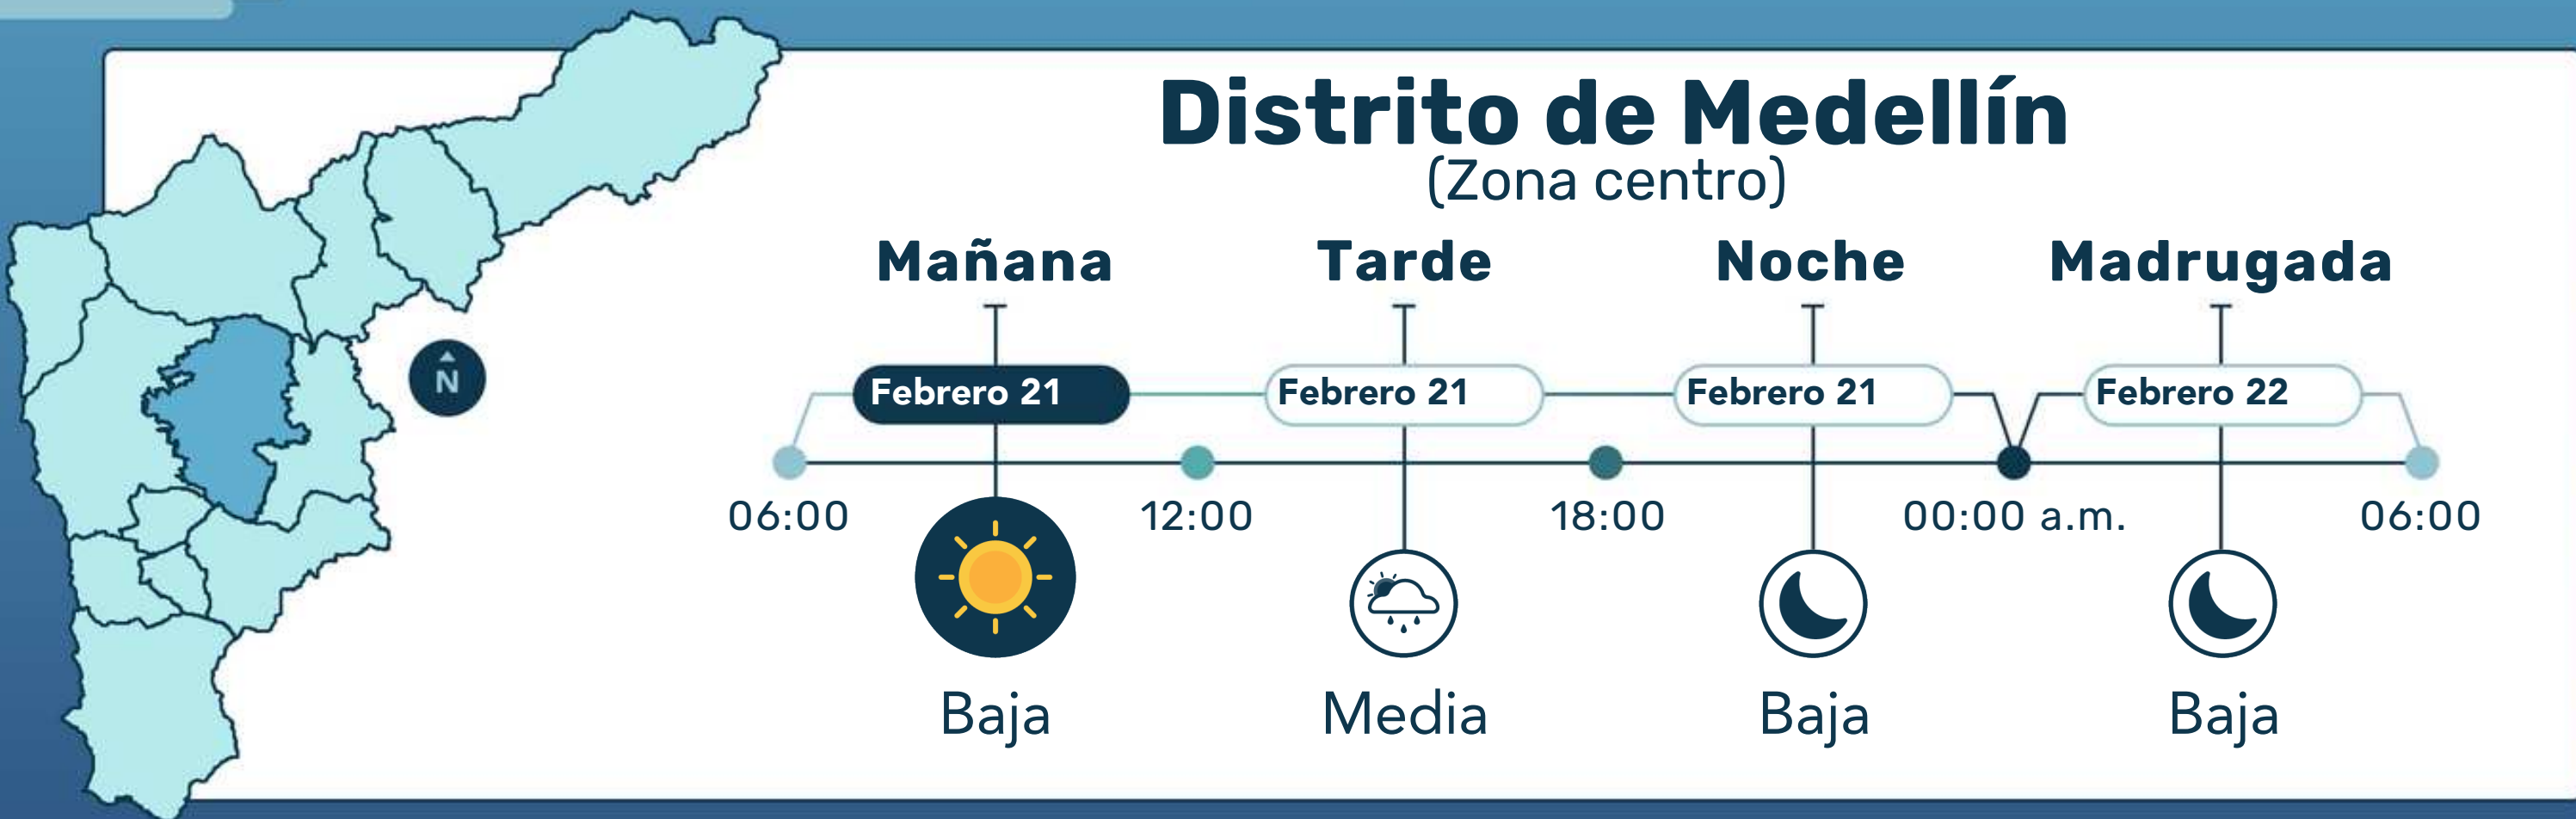 Distrito de Medellín
(Zona centro)
Mañana Tarde Noche Madrugada
Febrero 21 Febrero 21 Febrero 21 Febrero 22
N
06:00 12:00 18:00 00:00 a.m. 06:00
Baja Media Baja Baja